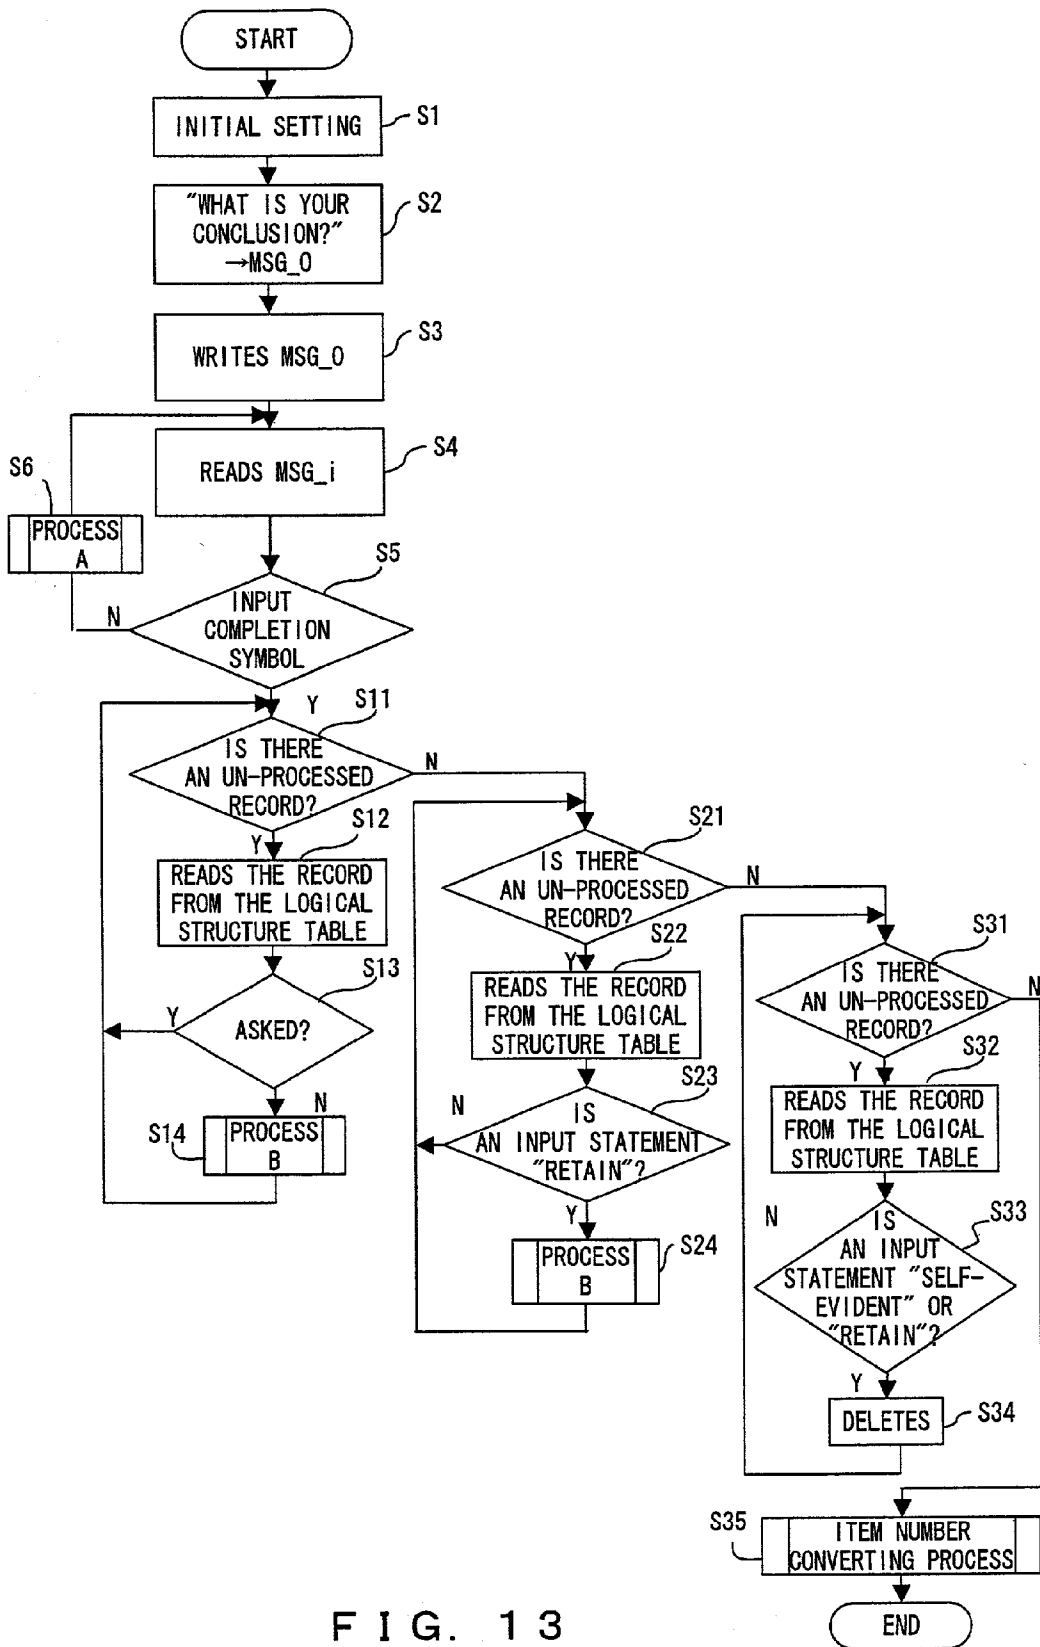 START
INITIAL SETTING
S1
"WHAT IS YOUR
CONCLUSION?"
→MSG_O
S2
WRITES MSG_O
S3
READS MSG_i
S4
S6
PROCESS
A
S5
INPUT
COMPLETION
SYMBOL
N
Y
S11
IS THERE
AN UN-PROCESSED
RECORD?
N
Y
S12
READS THE RECORD
FROM THE LOGICAL
STRUCTURE TABLE
S13
ASKED?
Y
N
S14
PROCESS
B
S21
IS THERE
AN UN-PROCESSED
RECORD?
N
Y
S22
READS THE RECORD
FROM THE LOGICAL
STRUCTURE TABLE
S23
IS
AN INPUT STATEMENT
"RETAIN"?
N
Y
PROCESS
B
S24
S31
IS THERE
AN UN-PROCESSED
RECORD?
N
Y
S32
READS THE RECORD
FROM THE LOGICAL
STRUCTURE TABLE
N
S33
IS
AN INPUT
STATEMENT "SELF-
EVIDENT" OR
"RETAIN"?
Y
DELETES
S34
S35
ITEM NUMBER
CONVERTING PROCESS
END
FIG. 13